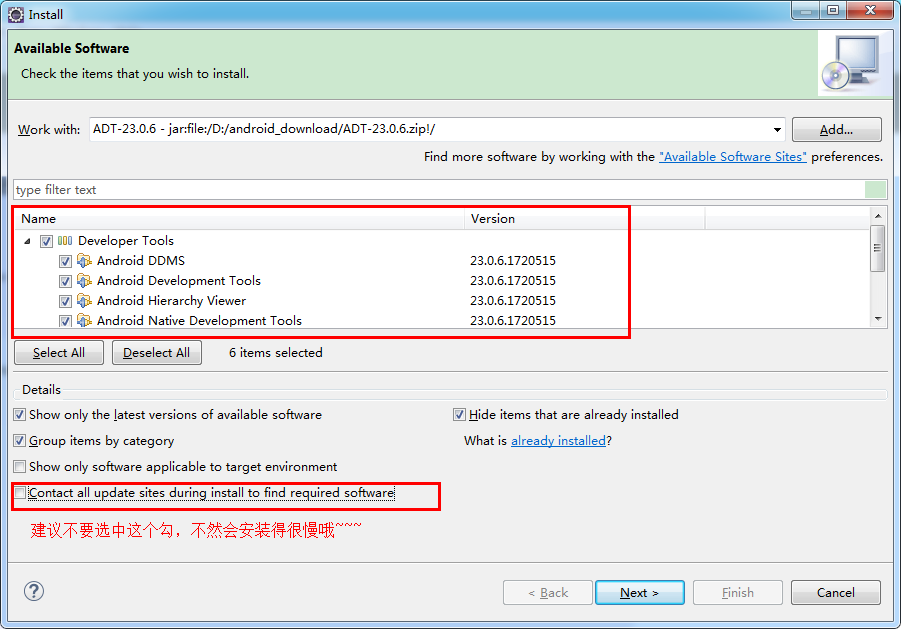 Install
Available Software
Check the items that you wish to install.
Work with: ADT-23.0.6 - jar:file:/D:/android_download/ADT-23.0.6.zip!/ Add...
Find more software by working with the "Available Software Sites" preferences.
type filter text
Name Version
Developer Tools
Android DDMS 23.0.6.1720515
Android Development Tools 23.0.6.1720515
Android Hierarchy Viewer 23.0.6.1720515
Android Native Development Tools 23.0.6.1720515
Select All Deselect All 6 items selected
Details
Show only the latest versions of available software Hide items that are already installed
Group items by category What is already installed?
Show only software applicable to target environment
Contact all update sites during install to find required software
建议不要选中这个勾，不然会安装得很慢哦~~~
? < Back Next > Finish Cancel